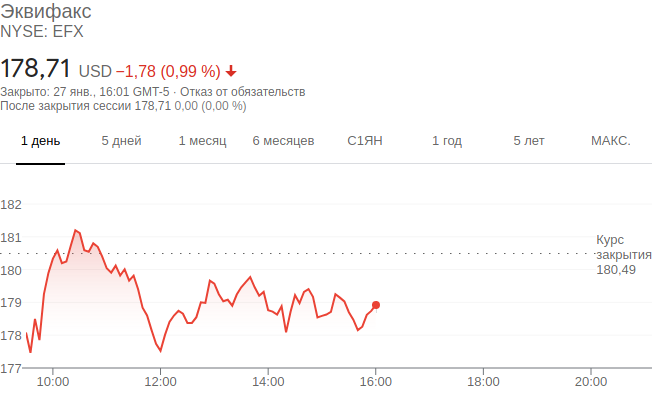 Эквифакс
NYSE: EFX
178,71 USD −1,78 (0,99 %)
Закрыто: 27 янв., 16:01 GMT-5 · Отказ от обязательств
После закрытия сессии 178,71 0,00 (0,00 %)
1 день 5 дней 1 месяц 6 месяцев С1ЯН 1 год 5 лет МАКС.
182
181
Курс
закрытия
180,49
180
179
178
177
10:00 12:00 14:00 16:00 18:00 20:00